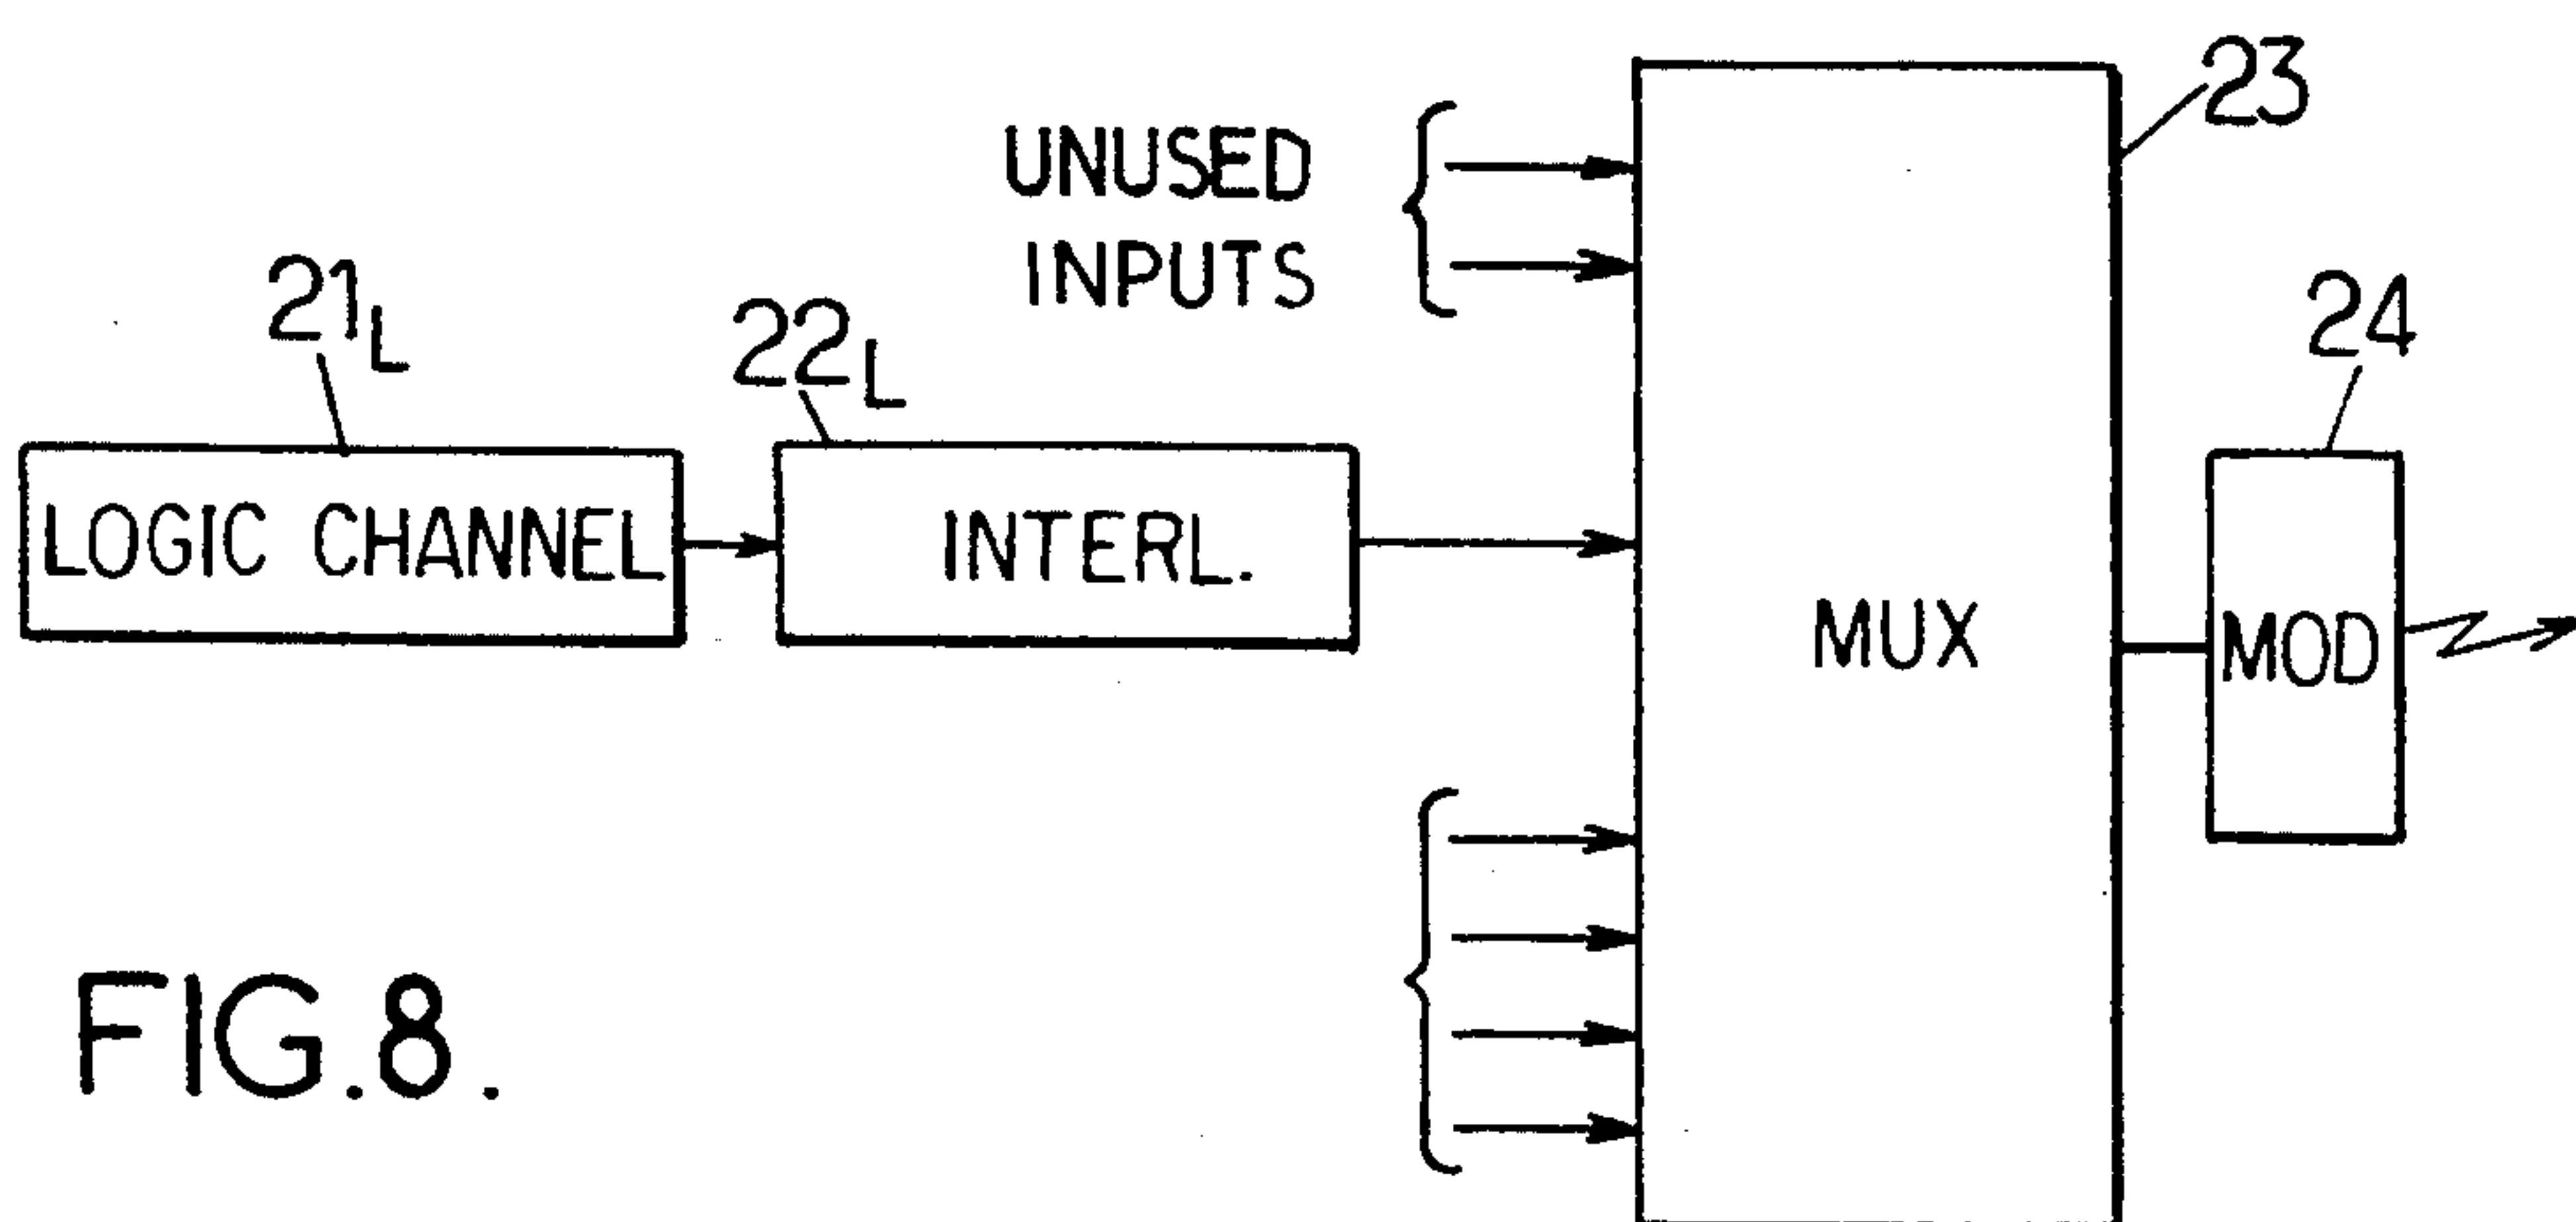 23
UNUSED
INPUTS
21L
22L
24
LOGIC CHANNEL
INTERL.
MUX
MOD
FIG.8.